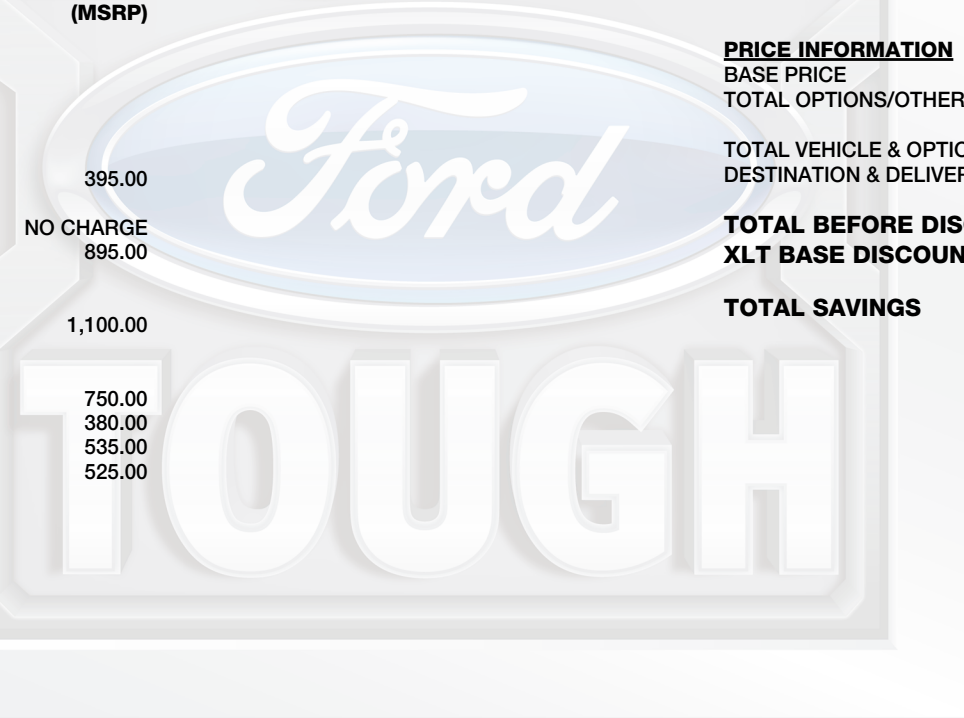 (MSRP)
395.00
NO CHARGE
895.00
1,100.00
750.00
380.00
535.00
525.00
PRICE INFORMATION
BASE PRICE
TOTAL OPTIONS/OTHER
TOTAL VEHICLE & OPTIO
DESTINATION & DELIVER
TOTAL BEFORE DIS
XLT BASE DISCOUN
TOTAL SAVINGS
Ford
TOUGH